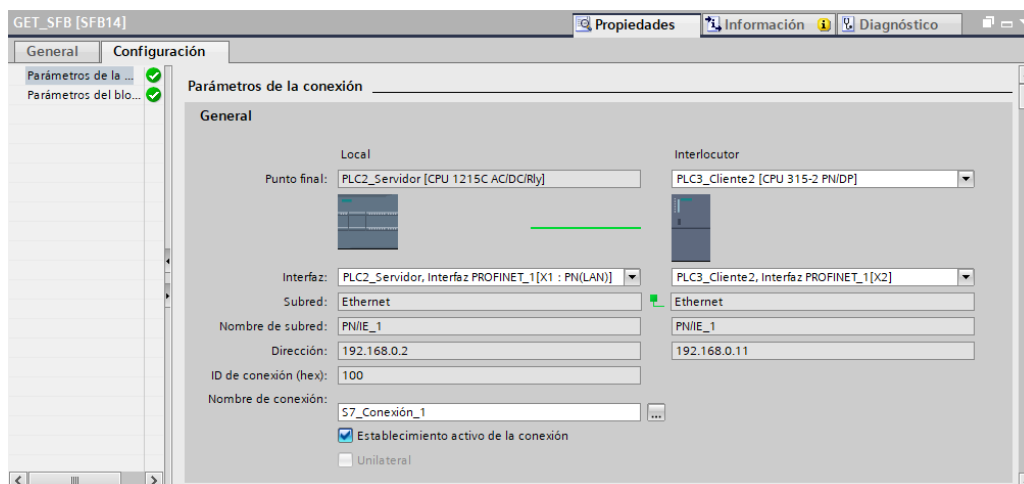 GET_SFB [SFB14]
Propiedades
Información
Diagnóstico
General
Configuración
Parámetros de la ...
Parámetros del blo...
Parámetros de la conexión
General
Local
Interlocutor
Punto final:
PLC2_Servidor [CPU 1215C AC/DC/Rly]
PLC3_Cliente2 [CPU 315-2 PN/DP]
Interfaz:
PLC2_Servidor, Interfaz PROFINET_1[X1 : PN(LAN)]
PLC3_Cliente2, Interfaz PROFINET_1[X2]
Subred:
Ethernet
Ethernet
Nombre de subred:
PN/IE_1
PN/IE_1
Dirección:
192.168.0.2
192.168.0.11
ID de conexión (hex):
100
Nombre de conexión:
S7_Conexión_1
...
Establecimiento activo de la conexión
Unilateral